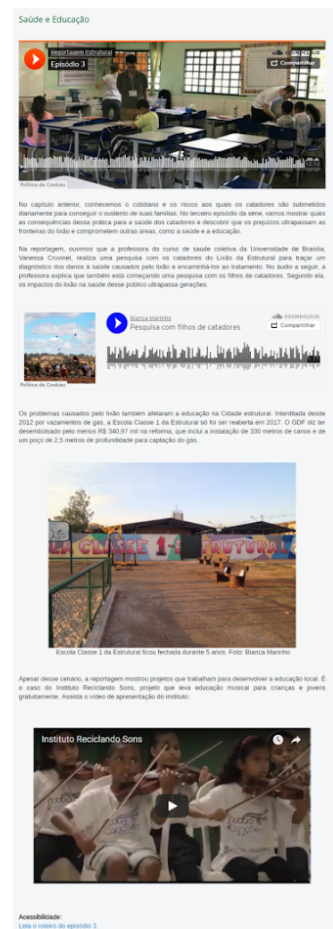 Saúde e Educação
Reportagem Estrutural
Episódio 3
SOUNDCLOUD
Compartilhar
12:12
Política de Cookies
No capítulo anterior, conhecemos o cotidiano e os riscos aos quais os catadores são submetidos
diariamente para conseguir o sustento de suas famílias. No terceiro episódio da série, vamos mostrar quais
as consequências dessa prática para a saúde dos catadores e descobrir que os prejuízos ultrapassam as
fronteiras do lixão e comprometem outras áreas, como a saúde e a educação.
Na reportagem, ouvimos que a professora do curso de saúde coletiva da Universidade de Brasília,
Vanessa Cruvinel, realiza uma pesquisa com os catadores do Lixão da Estrutural para traçar um
diagnóstico dos danos à saúde causados pelo lixão e encaminhá-los ao tratamento. No áudio a seguir, a
professora explica que também está começando uma pesquisa com os filhos de catadores. Segundo ela,
os impactos do lixão na saúde desse público ultrapassa gerações.
Bianca Marinho
Pesquisa com filhos de catadores
SOUNDCLOUD
Compartilhar
Política de Cookies
Os problemas causados pelo lixão também afetaram a educação na Cidade estrutural. Interditada desde
2012 por vazamentos de gás, a Escola Classe 1 da Estrutural só foi ser reaberta em 2017. O GDF diz ter
desembolsado pelo menos R$ 340,97 mil na reforma, que inclui a instalação de 330 metros de canos e de
um poço de 2,5 metros de profundidade para captação do gás.
LA CLASSE 1 - ESTRUTURAL
Escola Classe 1 da Estrutural ficou fechada durante 5 anos. Foto: Bianca Marinho
Apesar desse cenário, a reportagem mostrou projetos que trabalham para desenvolver a educação local. É
o caso do Instituto Reciclando Sons, projeto que leva educação musical para crianças e jovens
gratuitamente. Assista o vídeo de apresentação do instituto:
Instituto Reciclando Sons
Acessibilidade:
Leia o roteiro do episódio 3.